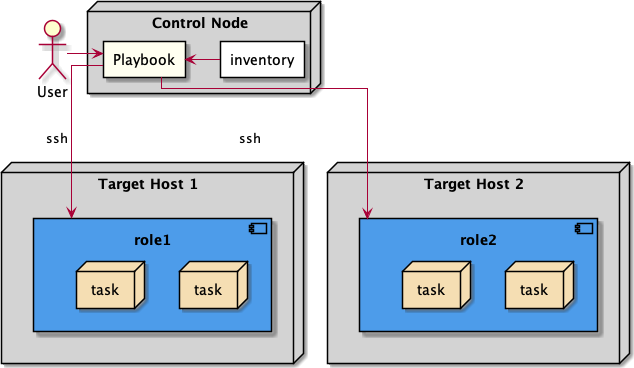 Control Node
Playbook
inventory
User
ssh
ssh
Target Host 1
Target Host 2
role1
role2
task
task
task
task